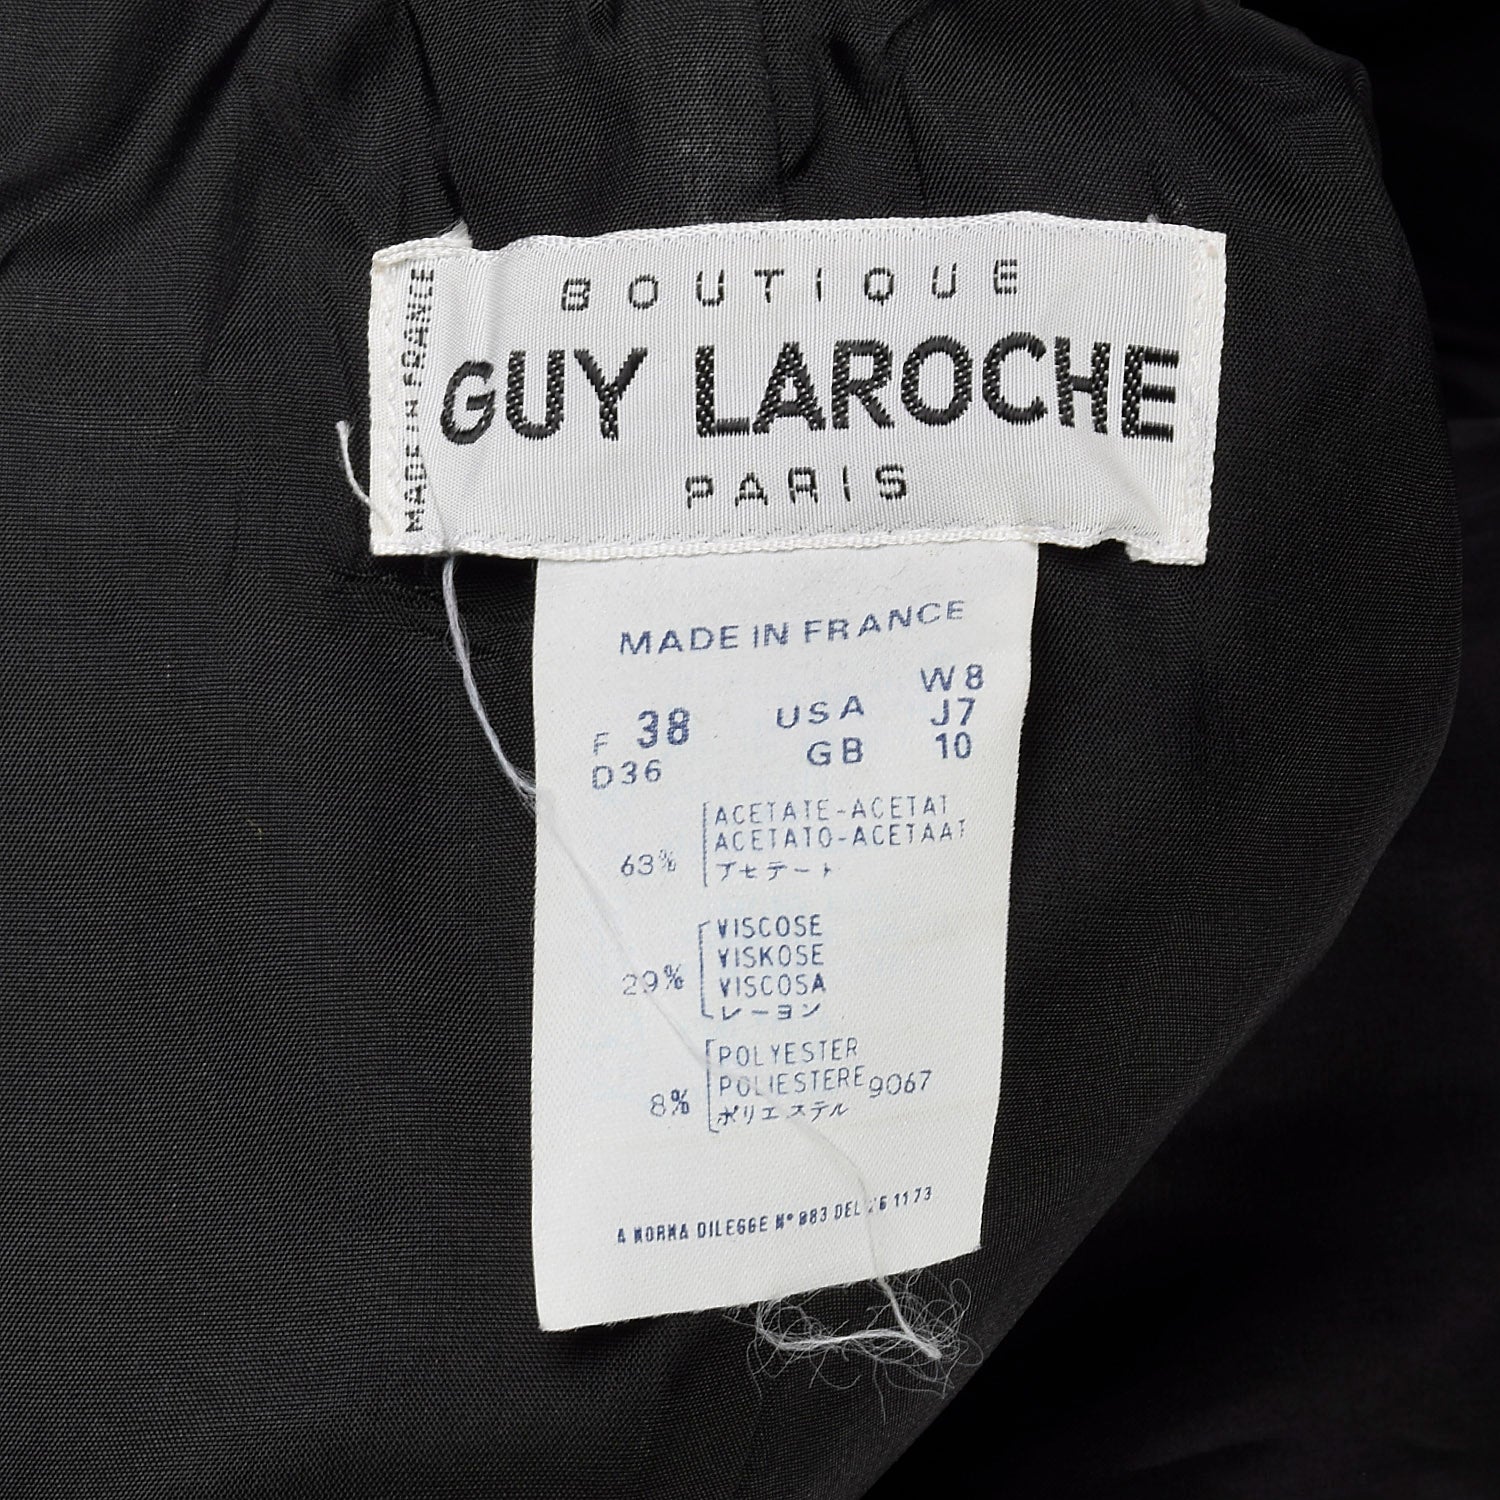 BOUTIQUE
MADE IN FRANCE
GUY LAROCHE
PARIS
MADE IN FRANCE
W 8
F 38 USA J7
D36 GB 10
ACETATE-ACETAT
ACETATO-ACETAAT
63% アセテート
VISCOSE
VISKOSE
29% VISCOSA
レーヨン
POLYESTER
POLIESTERE 9067
8% ポリエステル
A NORMA DILEGGE Nº 883 DEL 26 11 73